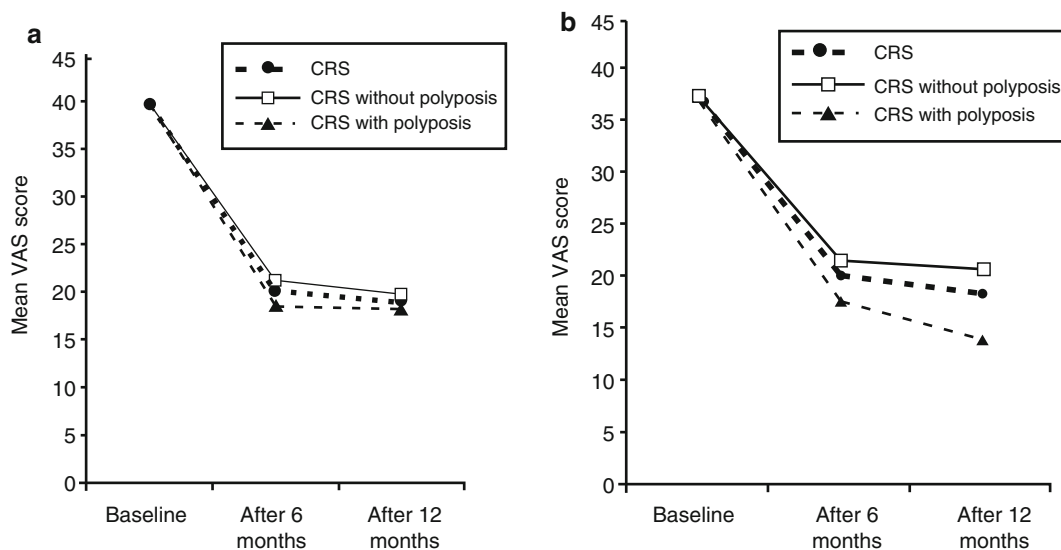 a
45
40
35
30
25
20
15
10
5
0
Mean VAS score
CRS
CRS without polyposis
CRS with polyposis
Baseline
After 6
months
After 12
months
b
45
40
35
30
25
20
15
10
5
0
Mean VAS score
CRS
CRS without polyposis
CRS with polyposis
Baseline
After 6
months
After 12
months